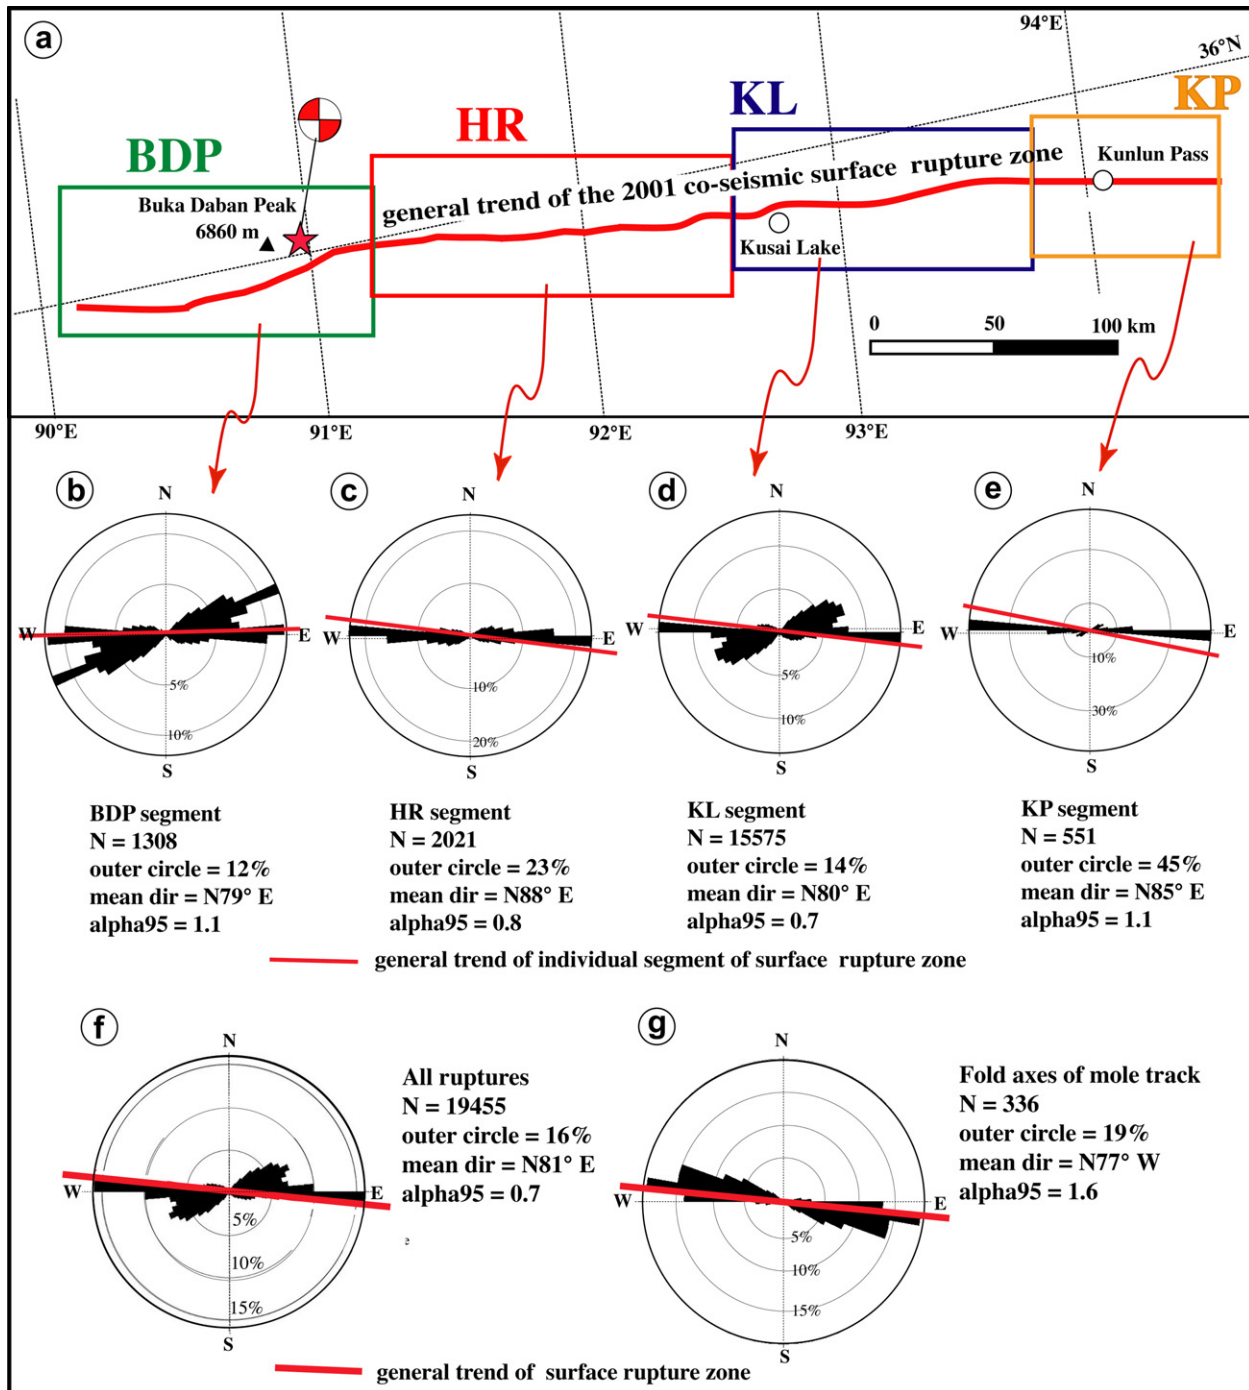 a
94°E
36°N
BDP
HR
KL
KP
Buka Daban Peak
6860 m
general trend of the 2001 co-seismic surface rupture zone
Kunlun Pass
Kusai Lake
0 50 100 km
90°E 91°E 92°E 93°E
b
N
W E
5%
10%
S
c
N
W E
10%
20%
S
d
N
W E
5%
10%
S
e
N
W E
10%
30%
S
BDP segment
N = 1308
outer circle = 12%
mean dir = N79° E
alpha95 = 1.1
HR segment
N = 2021
outer circle = 23%
mean dir = N88° E
alpha95 = 0.8
KL segment
N = 15575
outer circle = 14%
mean dir = N80° E
alpha95 = 0.7
KP segment
N = 551
outer circle = 45%
mean dir = N85° E
alpha95 = 1.1
general trend of individual segment of surface rupture zone
f
N
W E
5%
10%
15%
S
All ruptures
N = 19455
outer circle = 16%
mean dir = N81° E
alpha95 = 0.7
e
g
N
W E
5%
10%
15%
S
Fold axes of mole track
N = 336
outer circle = 19%
mean dir = N77° W
alpha95 = 1.6
general trend of surface rupture zone